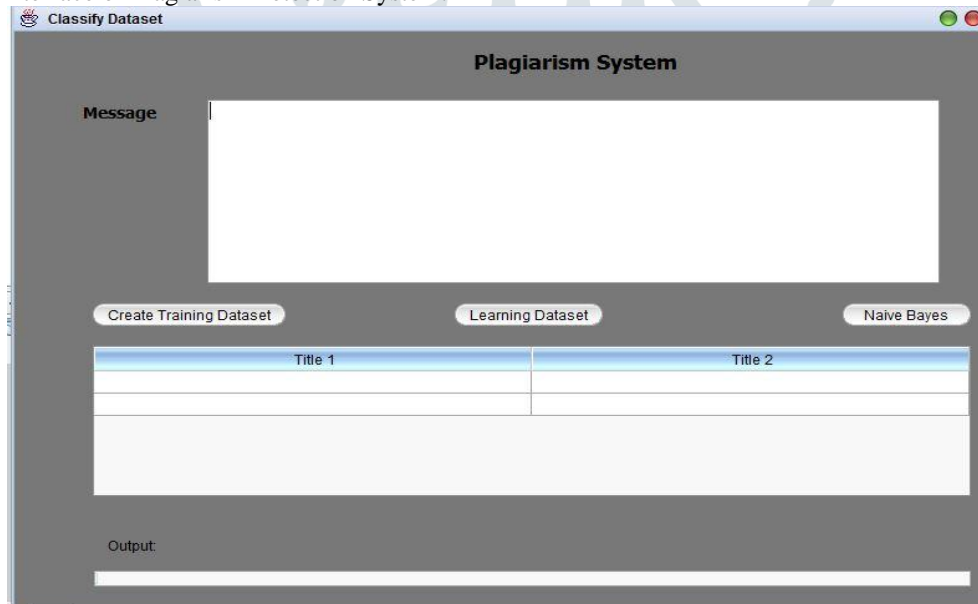 Classify Dataset
Plagiarism System
Message
Create Training Dataset
Learning Dataset
Naive Bayes
Title 1
Title 2
Output: